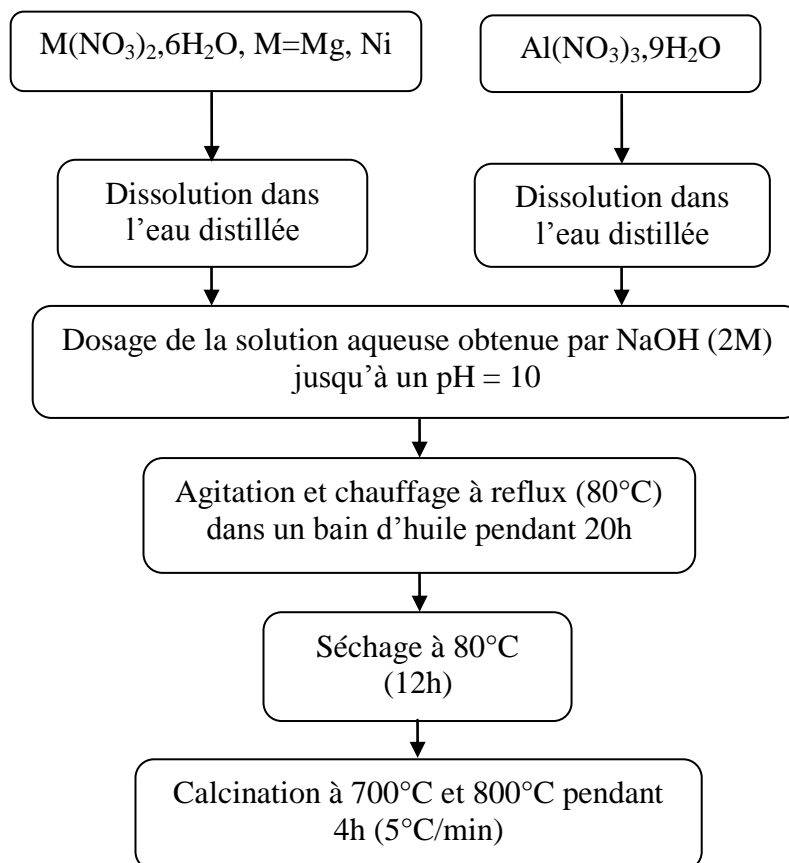 M(NO₃)₂,6H₂O, M=Mg, Ni
Al(NO₃)₃,9H₂O
Dissolution dans
l’eau distillée
Dissolution dans
l’eau distillée
Dosage de la solution aqueuse obtenue par NaOH (2M)
jusqu’à un pH = 10
Agitation et chauffage à reflux (80°C)
dans un bain d’huile pendant 20h
Séchage à 80°C
(12h)
Calcination à 700°C et 800°C pendant
4h (5°C/min)